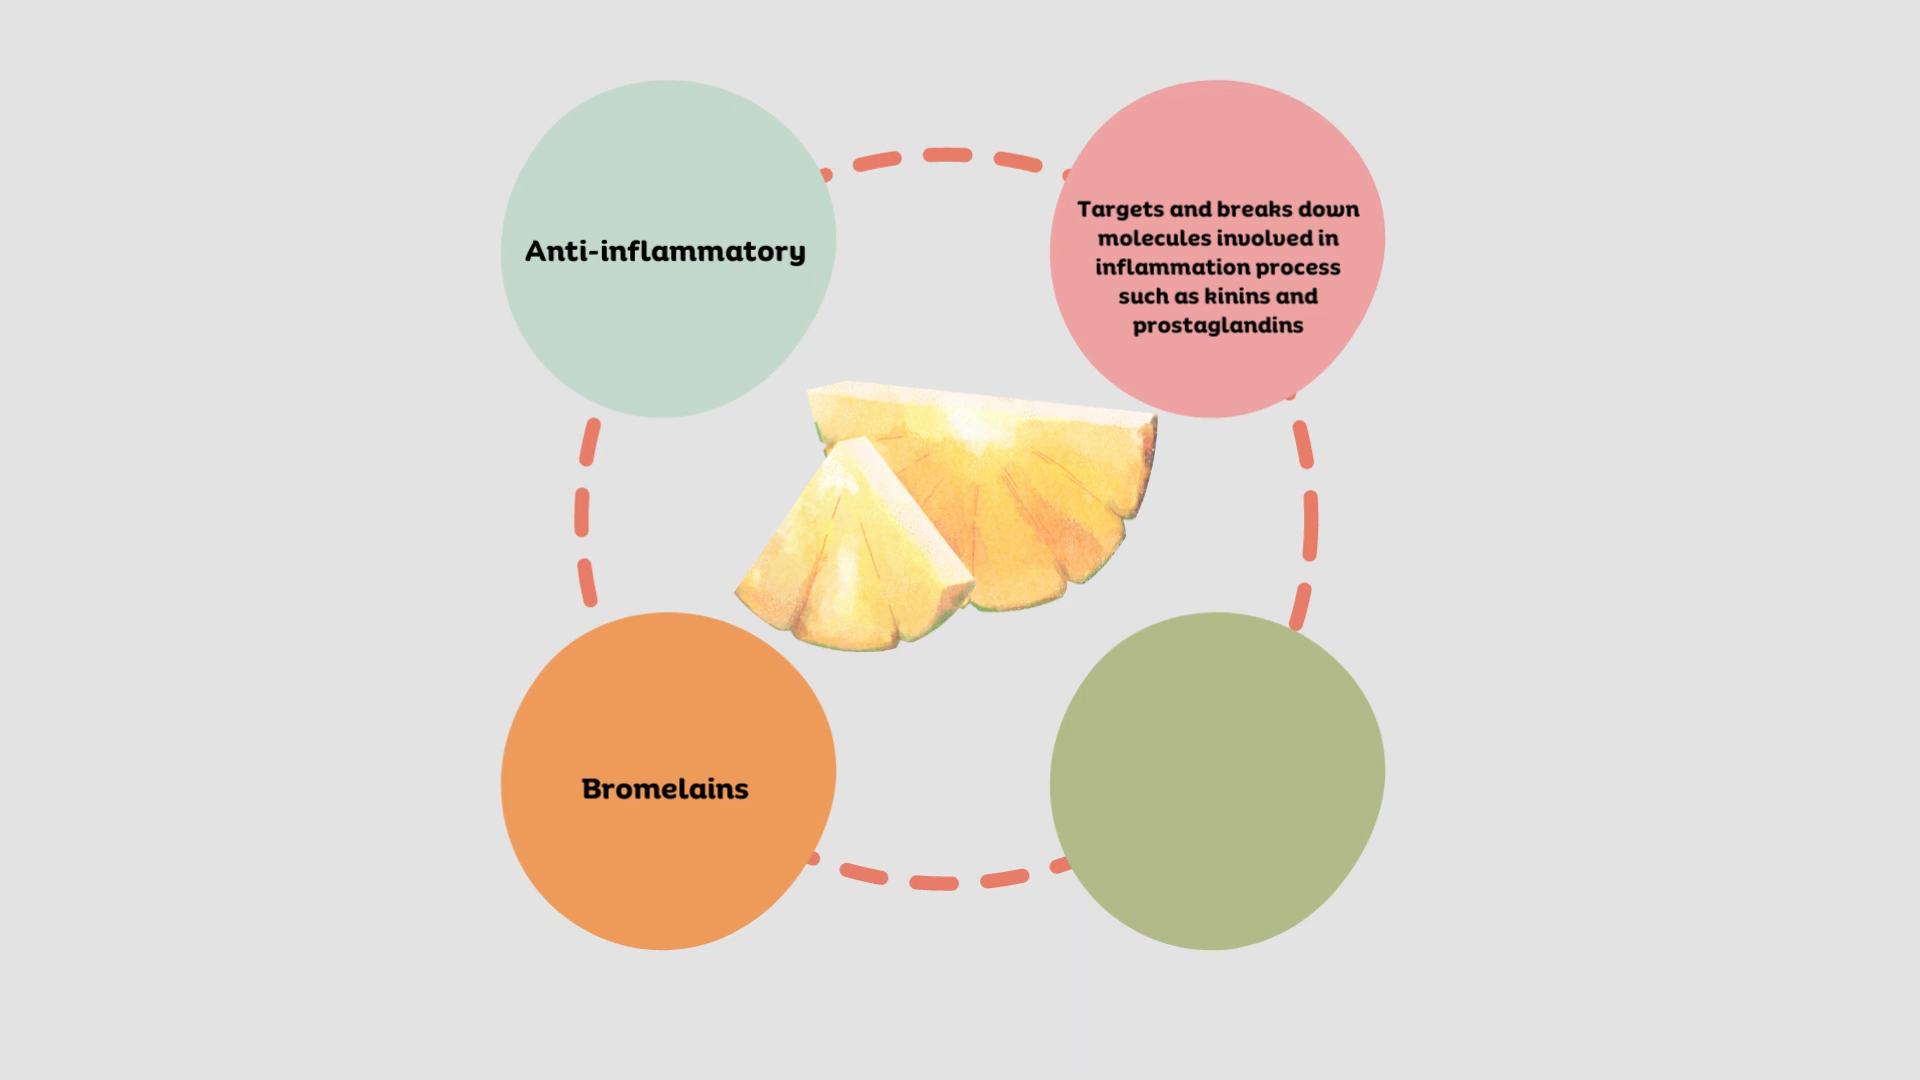 Anti-inflammatory
Targets and breaks down
molecules involved in
inflammation process
such as kinins and
prostaglandins
Bromelains